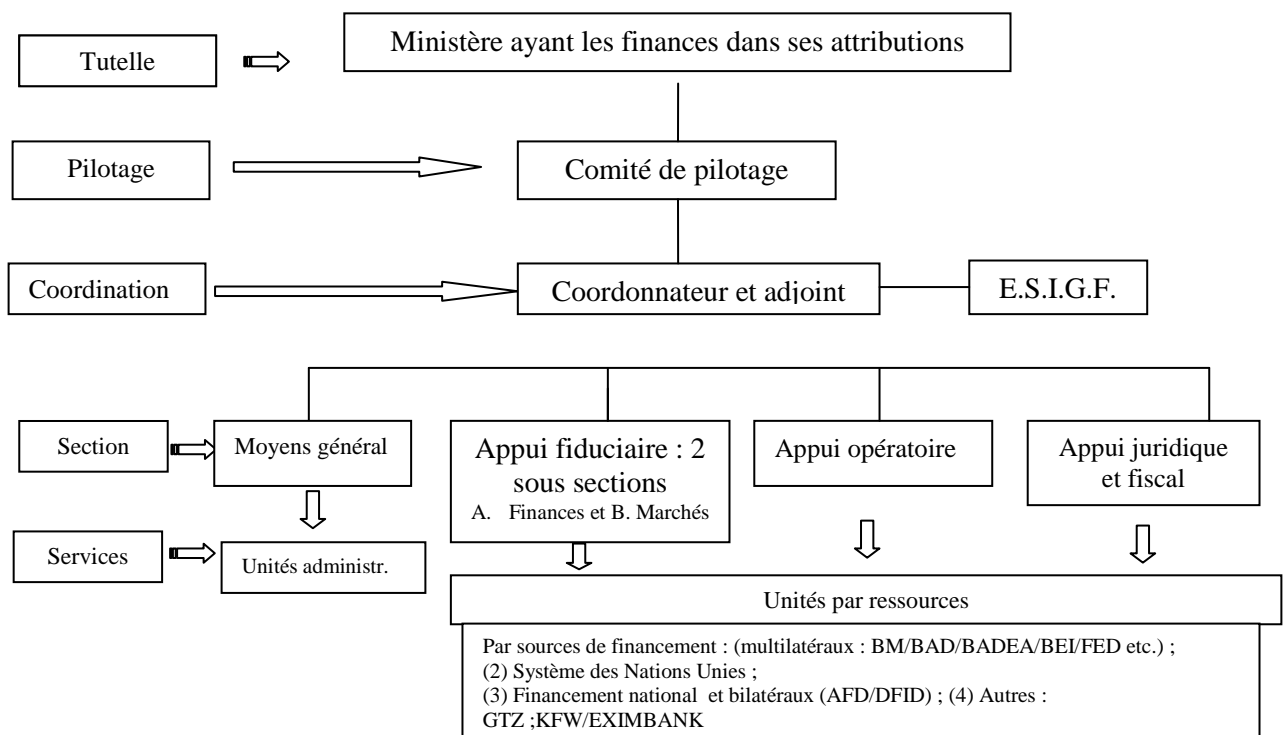 Ministère ayant les finances dans ses attributions
Tutelle
Pilotage
Comité de pilotage
Coordination
Coordonnateur et adjoint
E.S.I.G.F.
Section
Moyens général
Appui fiduciaire : 2
sous sections
A. Finances et B. Marchés
Appui opératoire
Appui juridique
et fiscal
Services
Unités administr.
Unités par ressources
Par sources de financement : (multilatéraux : BM/BAD/BADEA/BEI/FED etc.) ;
(2) Système des Nations Unies ;
(3) Financement national et bilatéraux (AFD/DFID) ; (4) Autres :
GTZ ;KFW/EXIMBANK